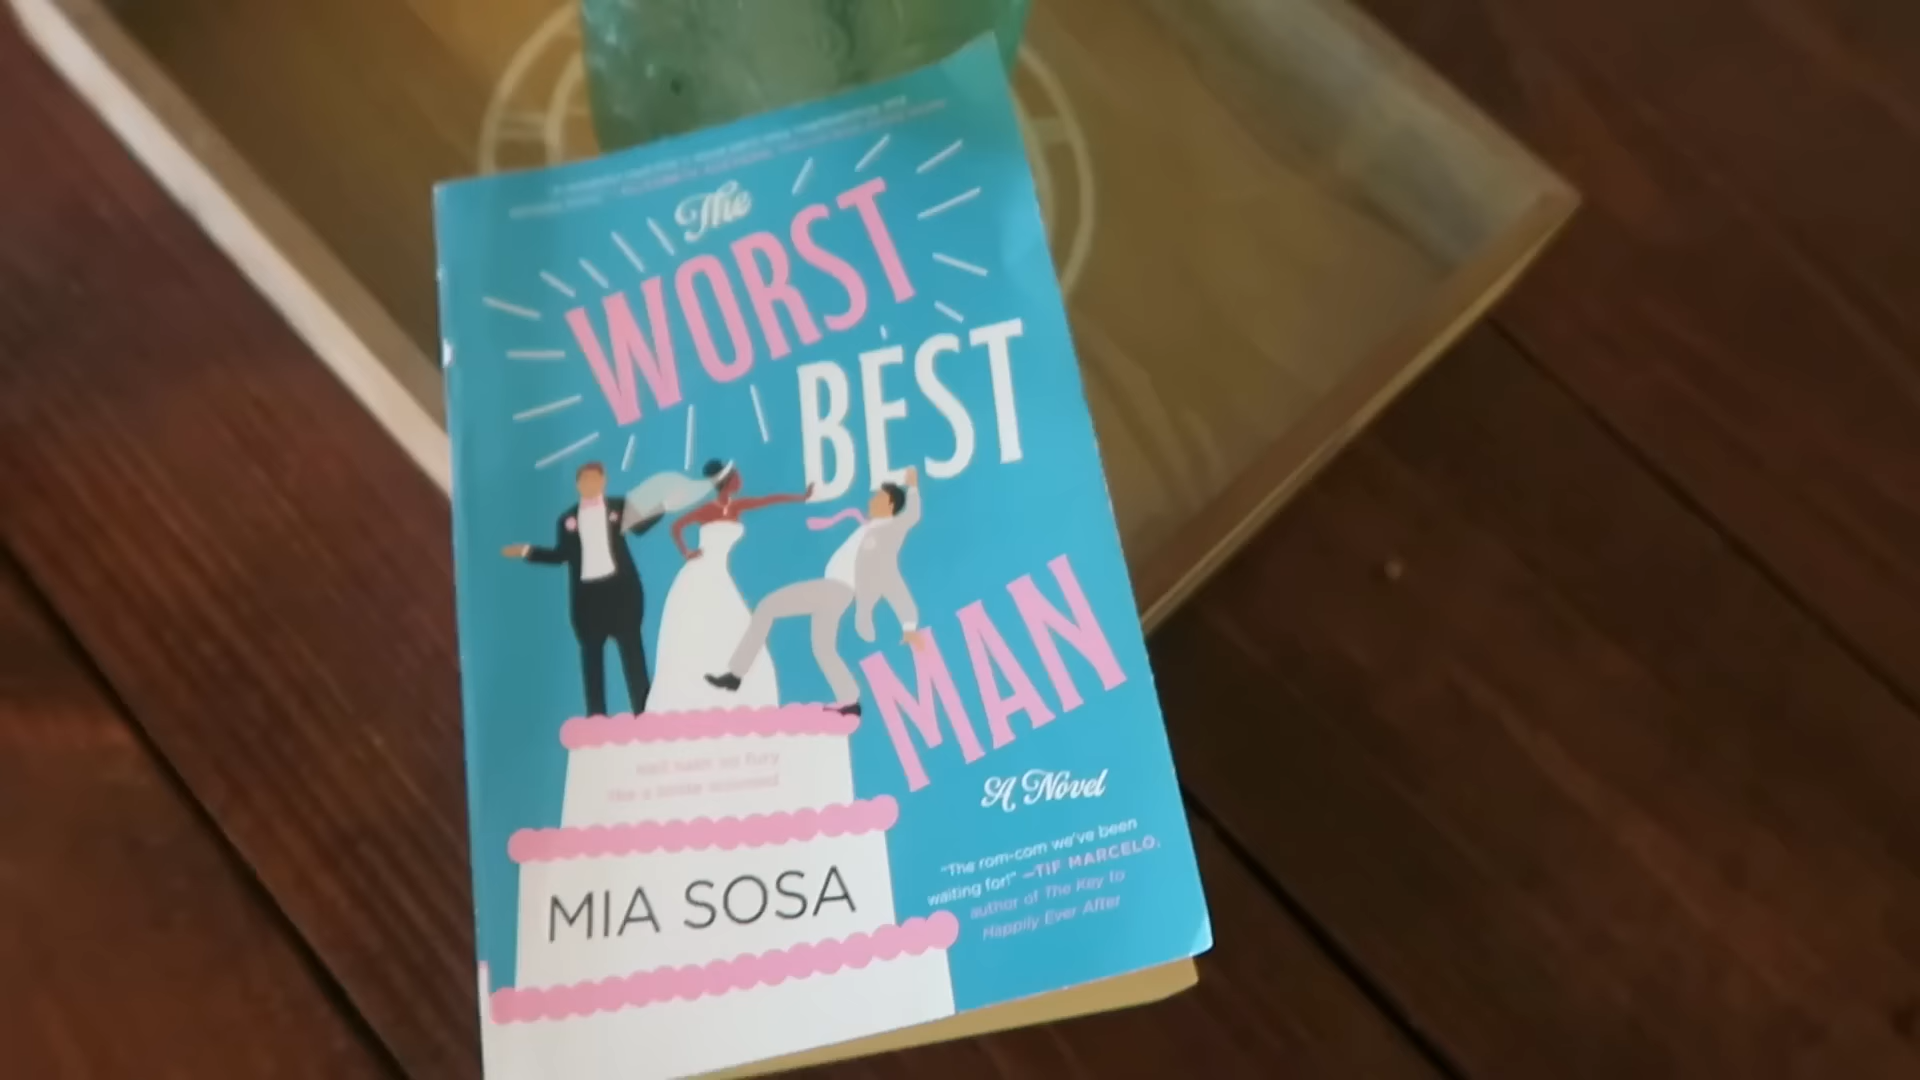 The
WORST
BEST
MAN
A Novel
"The rom-com we've been
waiting for!" —TIF MARCELO,
author of The Key to
Happily Ever After
MIA SOSA